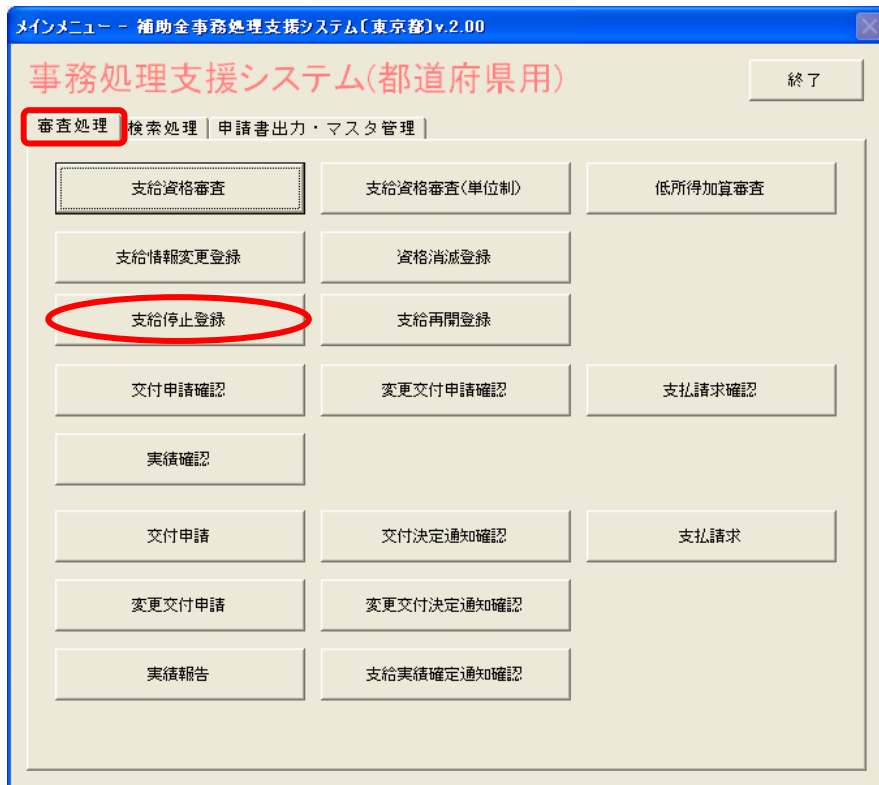 メインメニュー － 補助金事務処理支援システム〔東京都〕v.2.00
事務処理支援システム(都道府県用)
終了
審査処理 検索処理 申請書出力・マスタ管理
支給資格審査 支給資格審査(単位制) 低所得加算審査
支給情報変更登録 資格消滅登録
支給停止登録 支給再開登録
交付申請確認 変更交付申請確認 支払請求確認
実績確認
交付申請 交付決定通知確認 支払請求
変更交付申請 変更交付決定通知確認
実績報告 支給実績確定通知確認